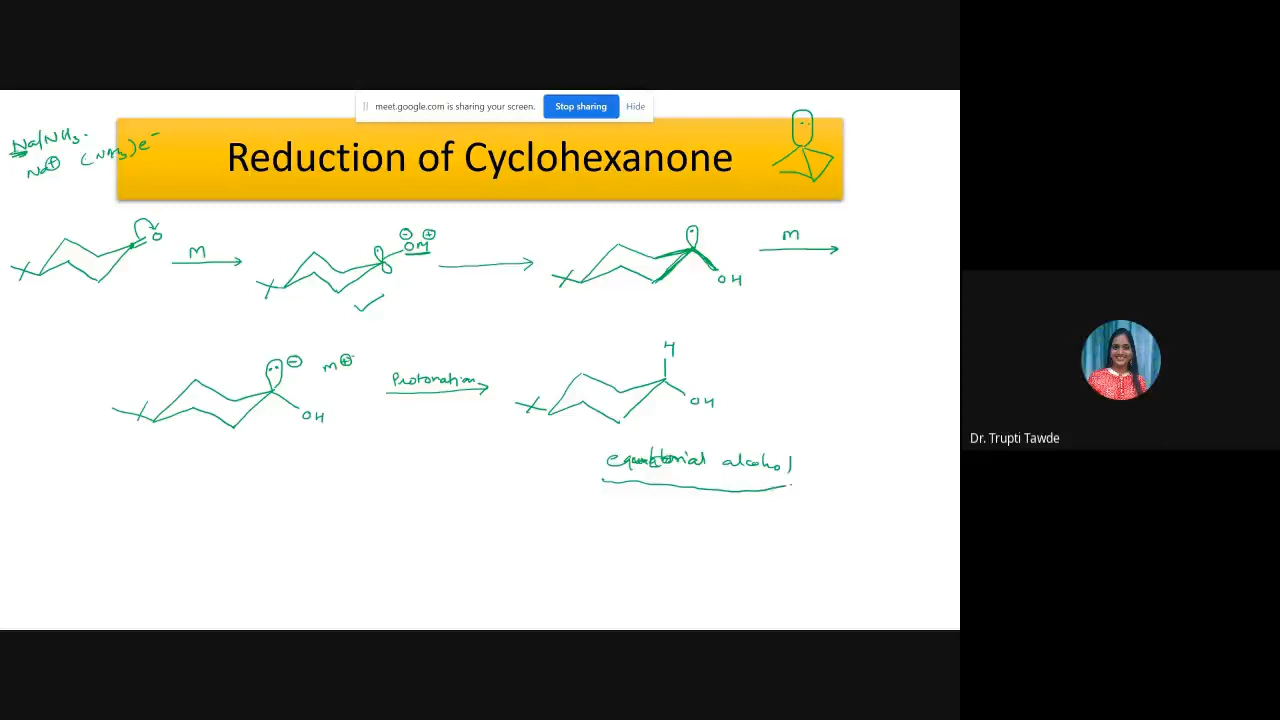 meet.google.com is sharing your screen. Stop sharing Hide
Na/NH3.
Na⊕ (NH3) e⁻
Reduction of Cyclohexanone
O M ⊖ ⊕ OM OH M
⊖ M⊕ OH Protonation H OH
equatorial alcohol
Dr. Trupti Tawde